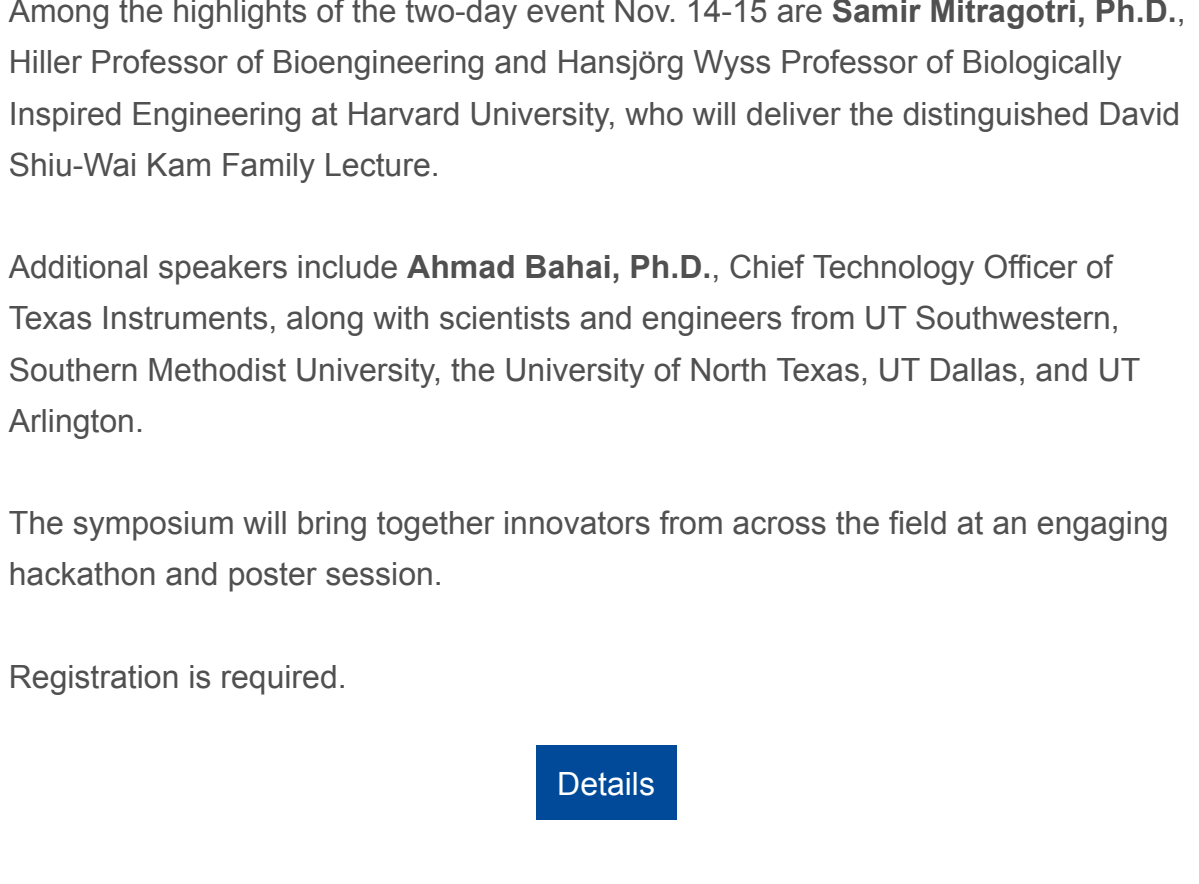 Among the highlights of the two-day event Nov. 14-15 are Samir Mitragotri, Ph.D.,
Hiller Professor of Bioengineering and Hansjörg Wyss Professor of Biologically
Inspired Engineering at Harvard University, who will deliver the distinguished David
Shiu-Wai Kam Family Lecture.
Additional speakers include Ahmad Bahai, Ph.D., Chief Technology Officer of
Texas Instruments, along with scientists and engineers from UT Southwestern,
Southern Methodist University, the University of North Texas, UT Dallas, and UT
Arlington.
The symposium will bring together innovators from across the field at an engaging
hackathon and poster session.
Registration is required.
Details